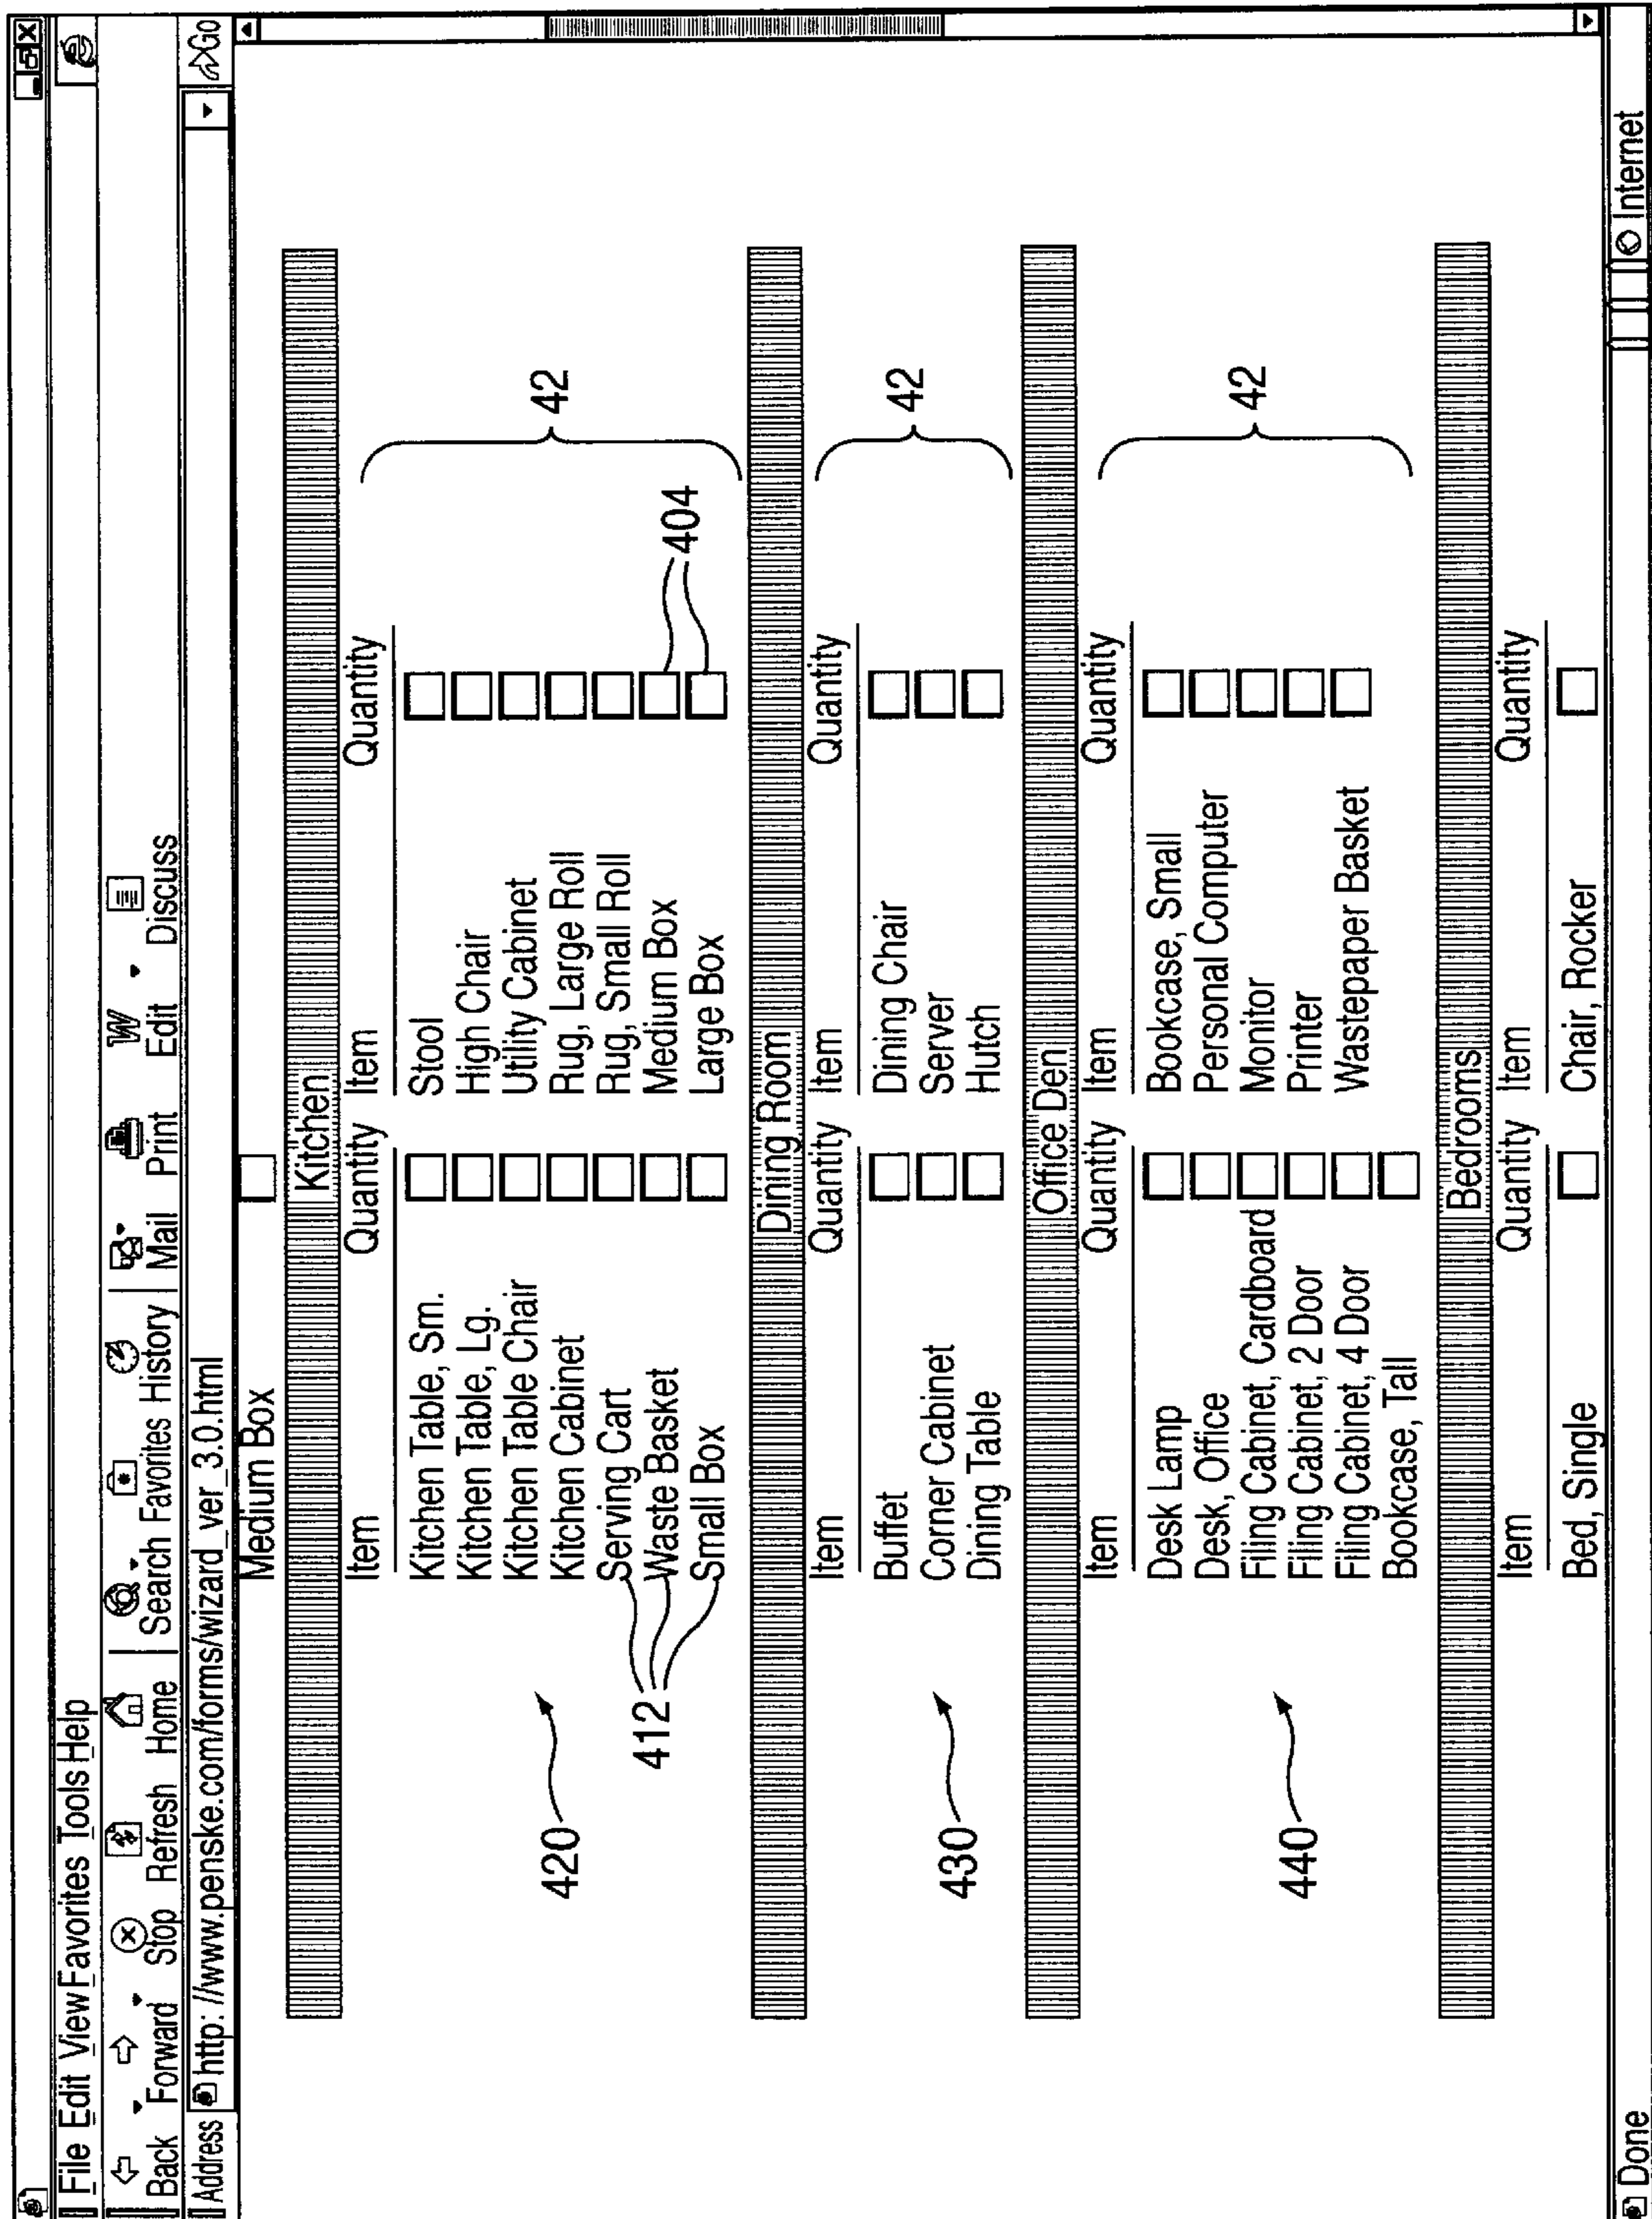 File Edit View Favorites Tools Help
Back Forward Stop Refresh Home Search Favorites History Mail Print Edit Discuss
Address http: //www.penske.com/forms/wizard_ver_3.0.html Go
Medium Box
Kitchen
Item Quantity Item Quantity
Kitchen Table, Sm. Stool
Kitchen Table, Lg. High Chair
Kitchen Table Chair Utility Cabinet
Kitchen Cabinet Rug, Large Roll
Serving Cart Rug, Small Roll
Waste Basket Medium Box
Small Box Large Box
420
412
404
42
Dining Room
Item Quantity Item Quantity
Buffet Dining Chair
Corner Cabinet Server
Dining Table Hutch
430
42
Office Den
Item Quantity Item Quantity
Desk Lamp Bookcase, Small
Desk, Office Personal Computer
Filing Cabinet, Cardboard Monitor
Filing Cabinet, 2 Door Printer
Filing Cabinet, 4 Door Wastepaper Basket
Bookcase, Tall
440
42
Bedrooms
Item Quantity Item Quantity
Bed, Single Chair, Rocker
Done Internet